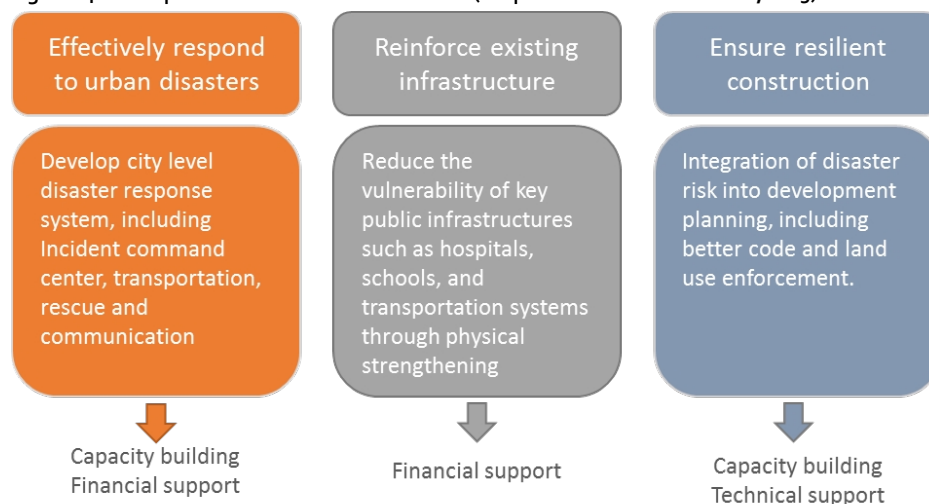 Effectively respond
to urban disasters
Develop city level
disaster response
system, including
Incident command
center, transportation,
rescue and
communication
Capacity building
Financial support
Reinforce existing
infrastructure
Reduce the
vulnerability of key
public infrastructures
such as hospitals,
schools, and
transportation systems
through physical
strengthening
Financial support
Ensure resilient
construction
Integration of disaster
risk into development
planning, including
better code and land
use enforcement.
Capacity building
Technical support